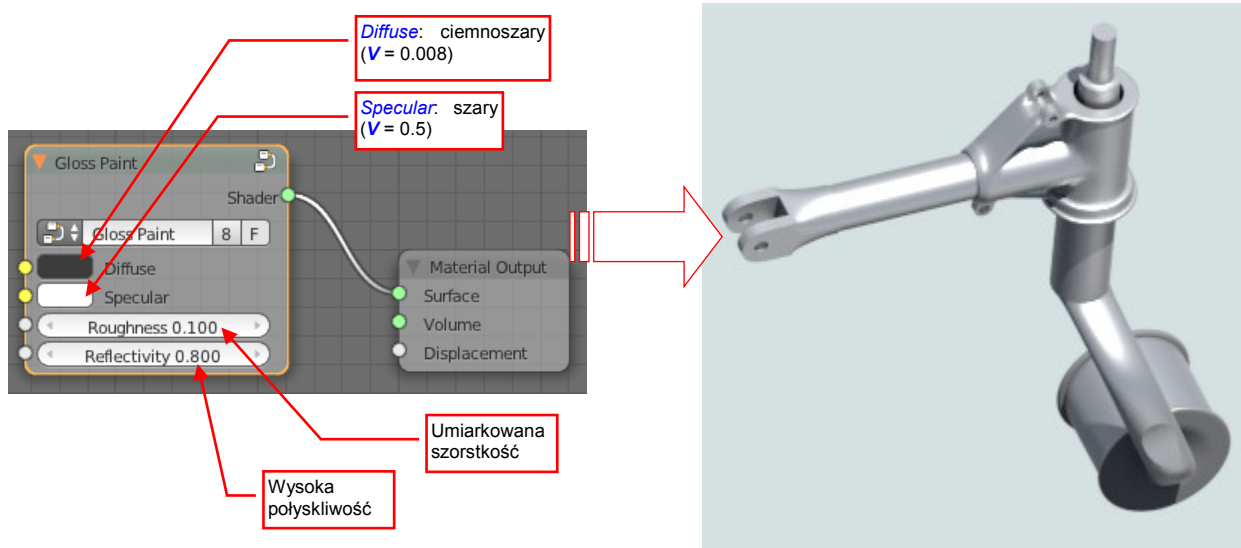 Diffuse: ciemnoszary
(V = 0.008)
Specular: szary
(V = 0.5)
Gloss Paint
Shader
Gloss Paint 8 F
Diffuse
Specular
Roughness 0.100
Reflectivity 0.800
Material Output
Surface
Volume
Displacement
Umiarkowana
szorstkość
Wysoka
połyskliwość